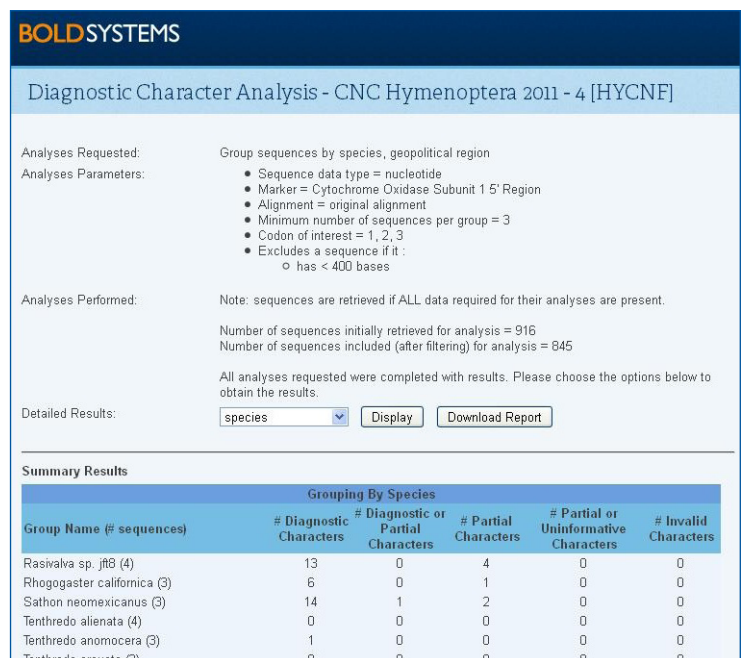 BOLDSYSTEMS
Diagnostic Character Analysis - CNC Hymenoptera 2011 - 4 [HYCNF]
Analyses Requested: Group sequences by species, geopolitical region
Analyses Parameters: • Sequence data type = nucleotide
• Marker = Cytochrome Oxidase Subunit 1 5' Region
• Alignment = original alignment
• Minimum number of sequences per group = 3
• Codon of interest = 1, 2, 3
• Excludes a sequence if it :
○ has < 400 bases
Analyses Performed: Note: sequences are retrieved if ALL data required for their analyses are present.
Number of sequences initially retrieved for analysis = 916
Number of sequences included (after filtering) for analysis = 845
All analyses requested were completed with results. Please choose the options below to
obtain the results.
Detailed Results: species Display Download Report
Summary Results
Grouping By Species
Group Name (# sequences) # Diagnostic Characters # Diagnostic or Partial Characters # Partial Characters # Partial or Uninformative Characters # Invalid Characters
Rasivalva sp. jft8 (4) 13 0 4 0 0
Rhogogaster californica (3) 6 0 1 0 0
Sathon neomexicanus (3) 14 1 2 0 0
Tenthredo alienata (4) 0 0 0 0 0
Tenthredo anomocera (3) 1 0 0 0 0